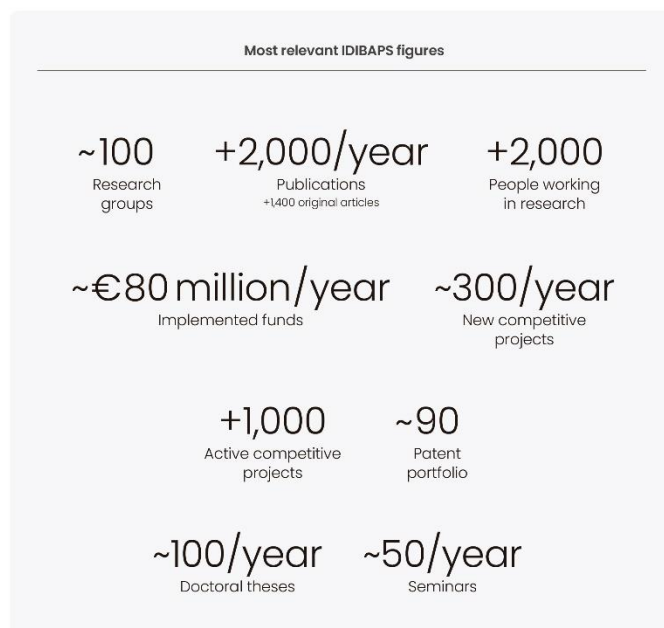 Most relevant IDIBAPS figures
~100
Research
groups
+2,000/year
Publications
+1,400 original articles
+2,000
People working
in research
~€80 million/year
Implemented funds
~300/year
New competitive
projects
+1,000
Active competitive
projects
~90
Patent
portfolio
~100/year
Doctoral theses
~50/year
Seminars